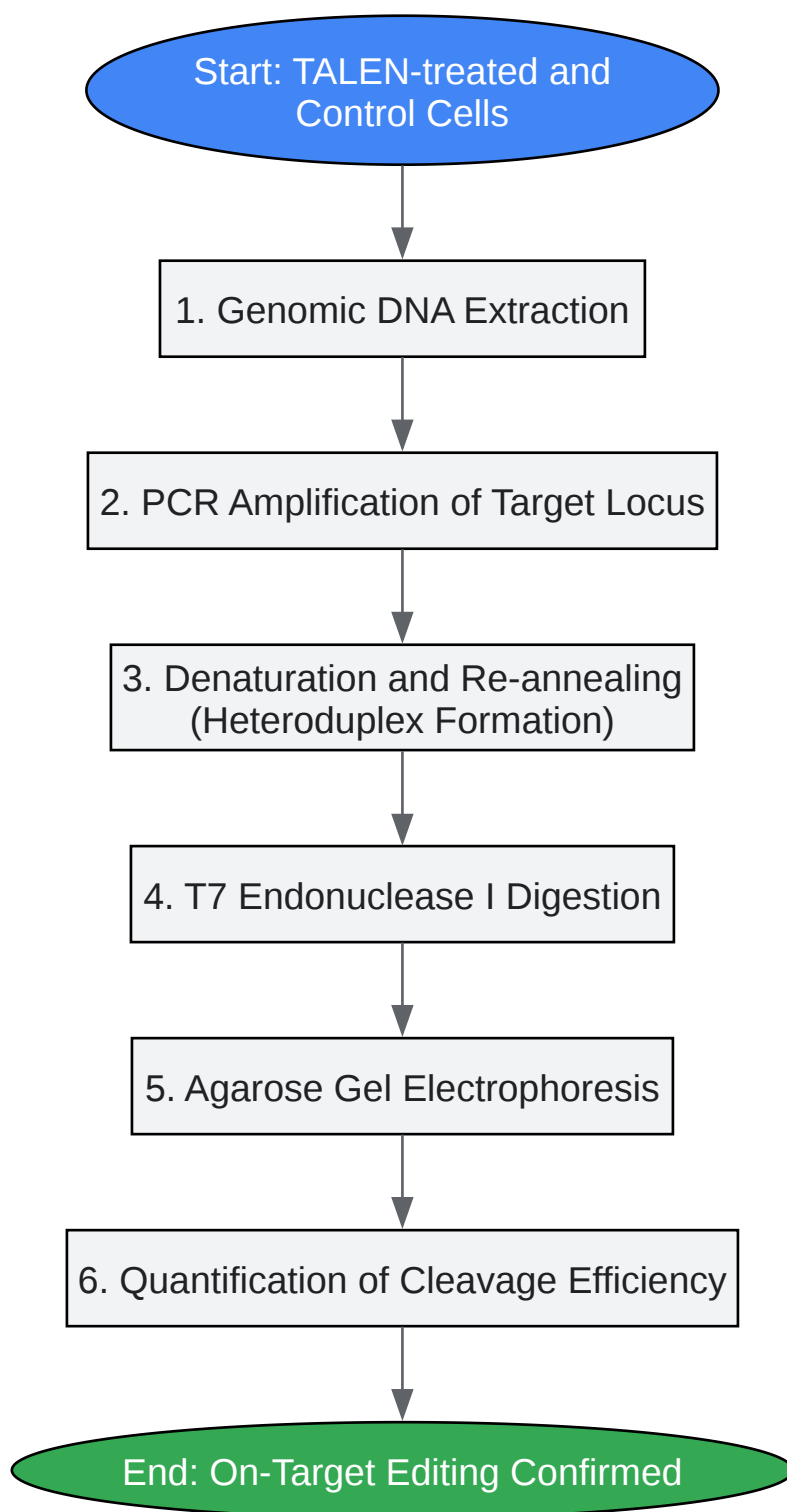 Start: TALEN-treated and
Control Cells
1. Genomic DNA Extraction
2. PCR Amplification of Target Locus
3. Denaturation and Re-annealing
(Heteroduplex Formation)
4. T7 Endonuclease I Digestion
5. Agarose Gel Electrophoresis
6. Quantification of Cleavage Efficiency
End: On-Target Editing Confirmed